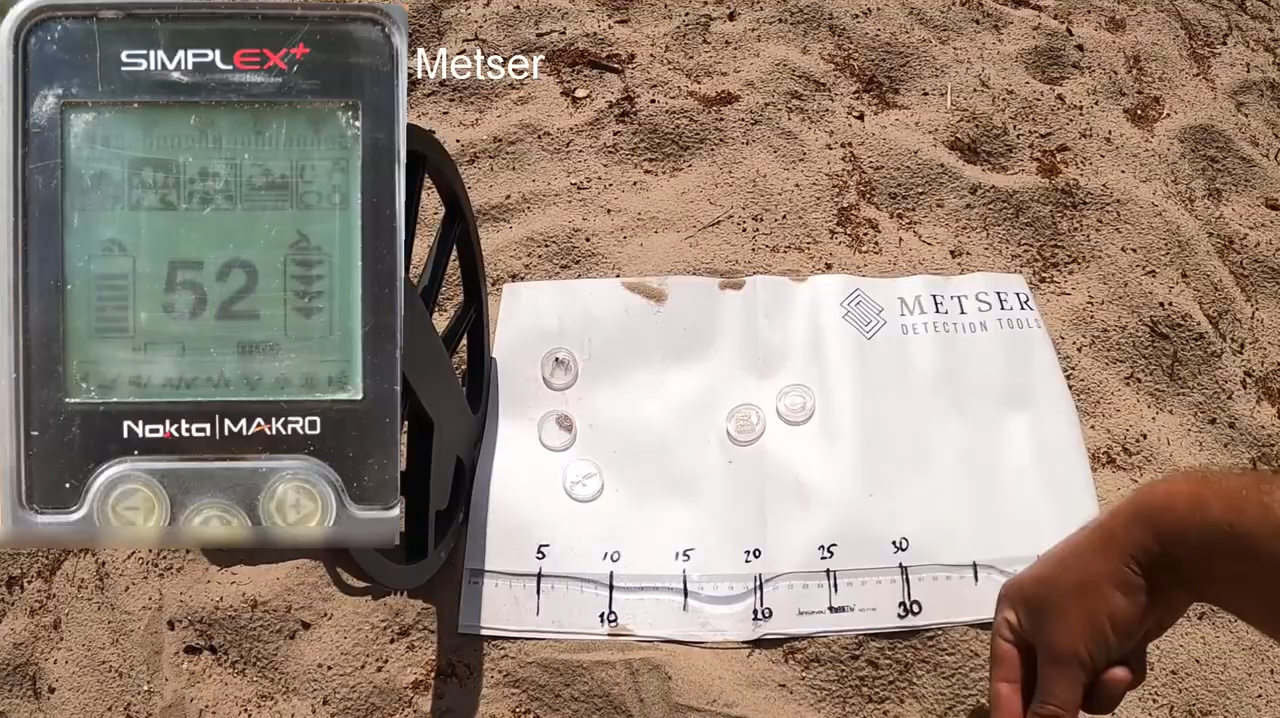 SIMPLEX+
Metser
52
Nokta | MAKRO
METSER
DETECTION TOOLS
5 10 15 20 25 30
10 20 30